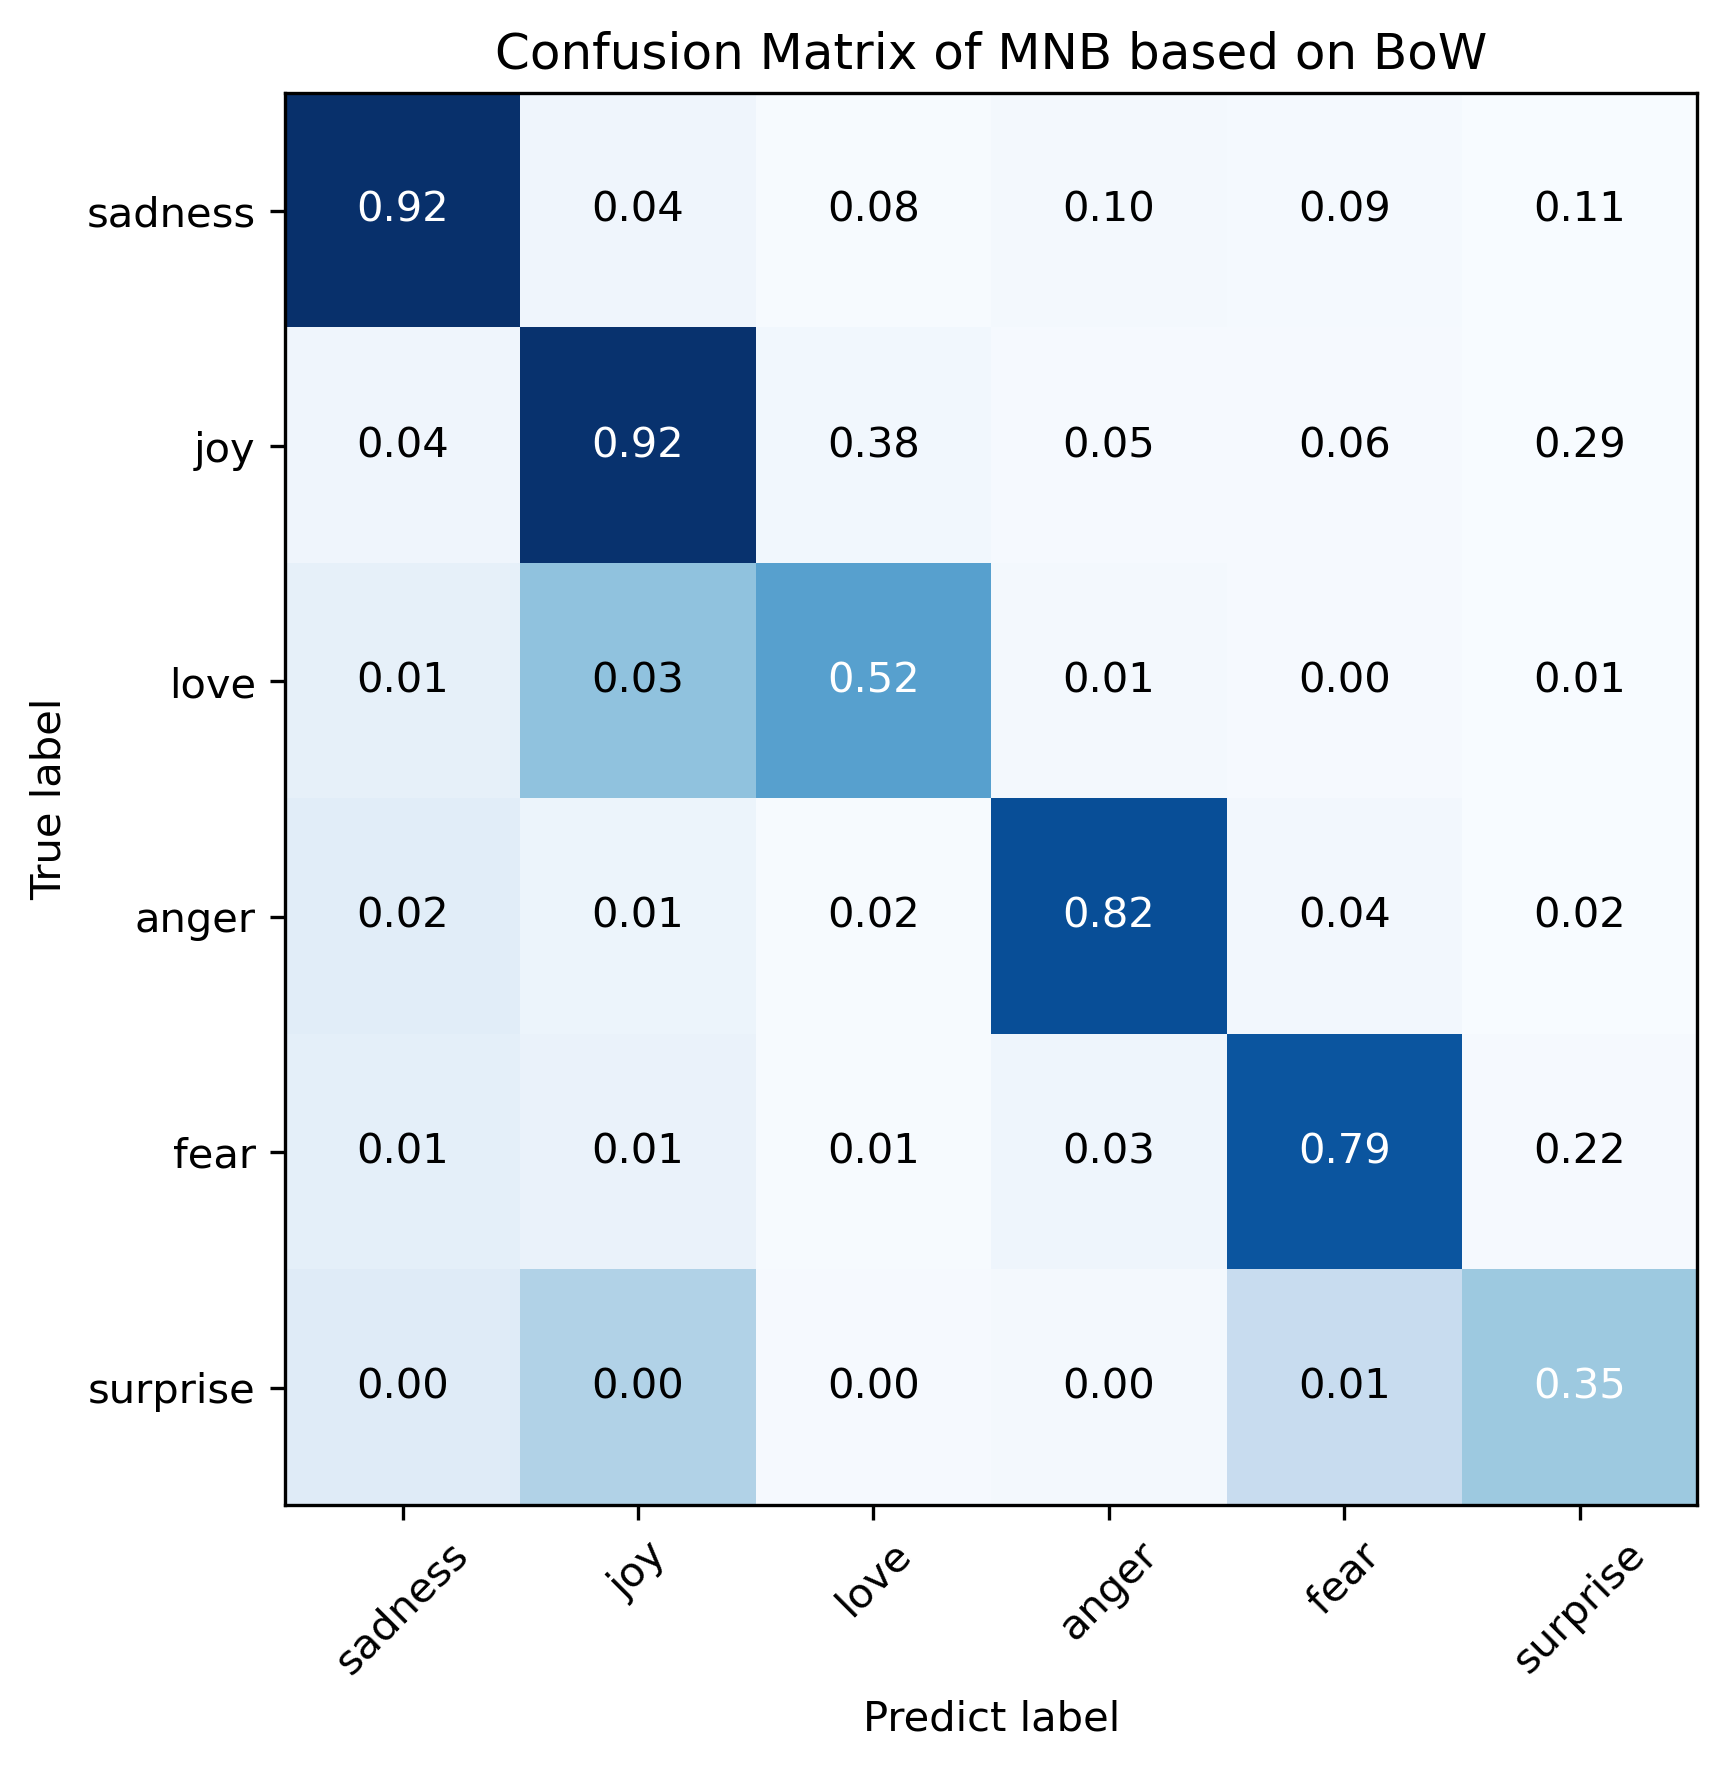 Confusion Matrix of MNB based on BoW
True label
sadness 0.92 0.04 0.08 0.10 0.09 0.11
joy 0.04 0.92 0.38 0.05 0.06 0.29
love 0.01 0.03 0.52 0.01 0.00 0.01
anger 0.02 0.01 0.02 0.82 0.04 0.02
fear 0.01 0.01 0.01 0.03 0.79 0.22
surprise 0.00 0.00 0.00 0.00 0.01 0.35
sadness joy love anger fear surprise
Predict label